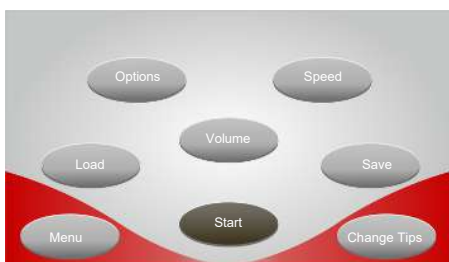 Options
Speed
Volume
Load
Save
Start
Menu
Change Tips